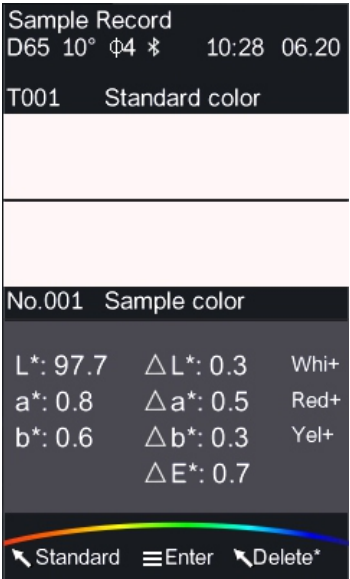 Sample Record
D65 10° ф4 10:28 06.20
T001 Standard color
No.001 Sample color
L*: 97.7 △L*: 0.3 Whi+
a*: 0.8 △a*: 0.5 Red+
b*: 0.6 △b*: 0.3 Yel+
△E*: 0.7
Standard Enter Delete*